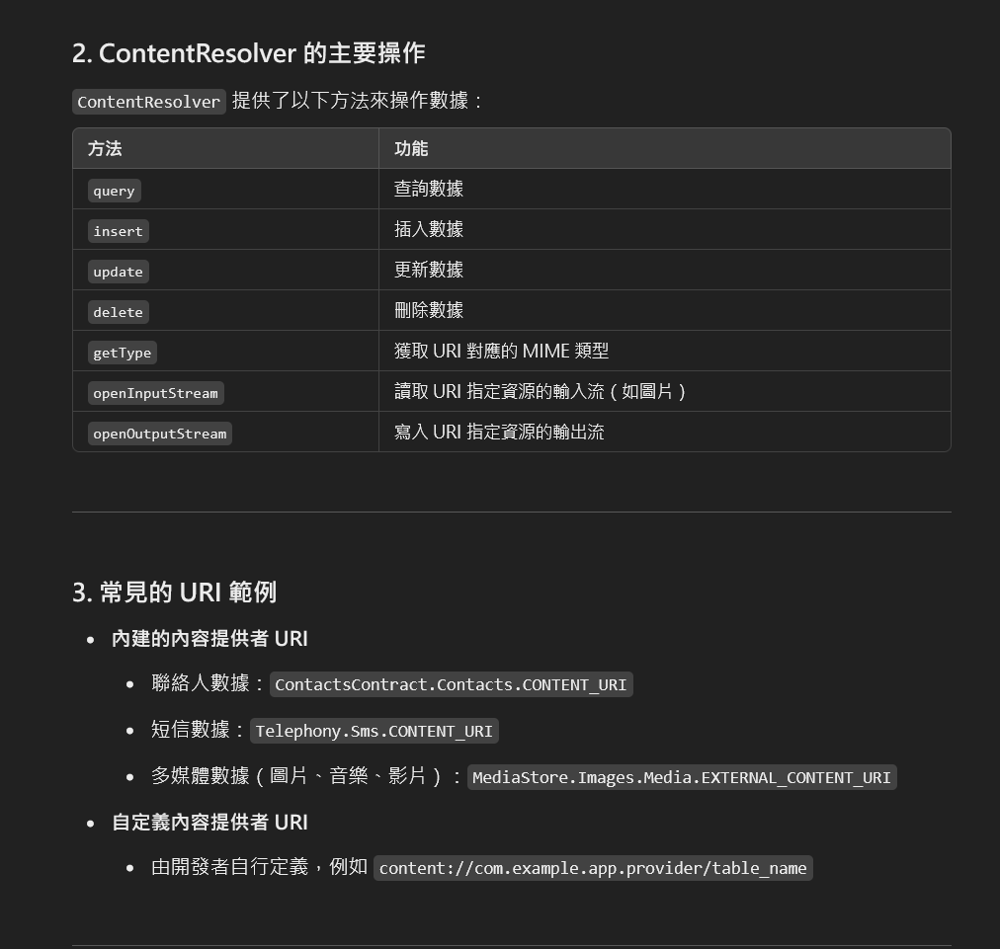 2. ContentResolver 的主要操作
ContentResolver 提供了以下方法來操作數據：
方法 功能
query 查詢數據
insert 插入數據
update 更新數據
delete 刪除數據
getType 獲取 URI 對應的 MIME 類型
openInputStream 讀取 URI 指定資源的輸入流（如圖片）
openOutputStream 寫入 URI 指定資源的輸出流
3. 常見的 URI 範例
• 內建的內容提供者 URI
• 聯絡人數據：ContactsContract.Contacts.CONTENT_URI
• 短信數據：Telephony.Sms.CONTENT_URI
• 多媒體數據（圖片、音樂、影片）：MediaStore.Images.Media.EXTERNAL_CONTENT_URI
• 自定義內容提供者 URI
• 由開發者自行定義，例如 content://com.example.app.provider/table_name